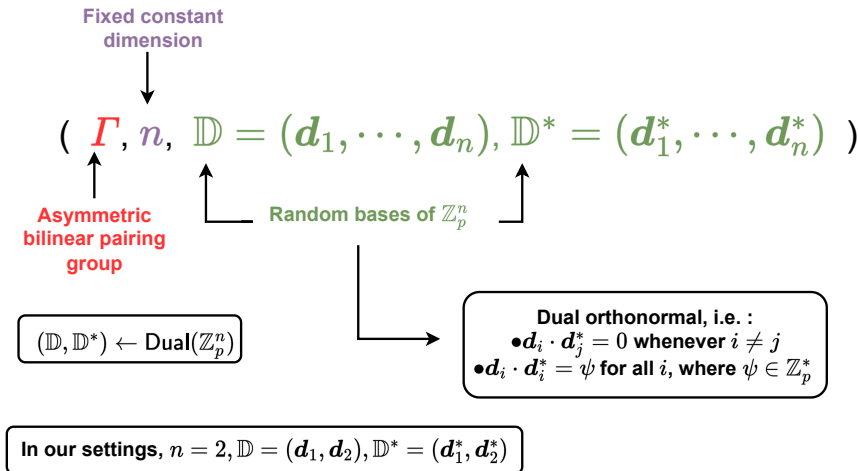 Fixed constant
dimension
( Γ, n, 𝔻 = (𝒅₁, ⋯, 𝒅ₙ), 𝔻* = (𝒅₁*, ⋯, 𝒅ₙ*) )
Random bases of ℤₚⁿ
Asymmetric
bilinear pairing
group
(𝔻, 𝔻*) ← Dual(ℤₚⁿ)
Dual orthonormal, i.e. :
•𝒅ᵢ · 𝒅ⱼ* = 0 whenever i ≠ j
•𝒅ᵢ · 𝒅ᵢ* = ψ for all i, where ψ ∈ ℤₚ*
In our settings, n = 2, 𝔻 = (𝒅₁, 𝒅₂), 𝔻* = (𝒅₁*, 𝒅₂*)